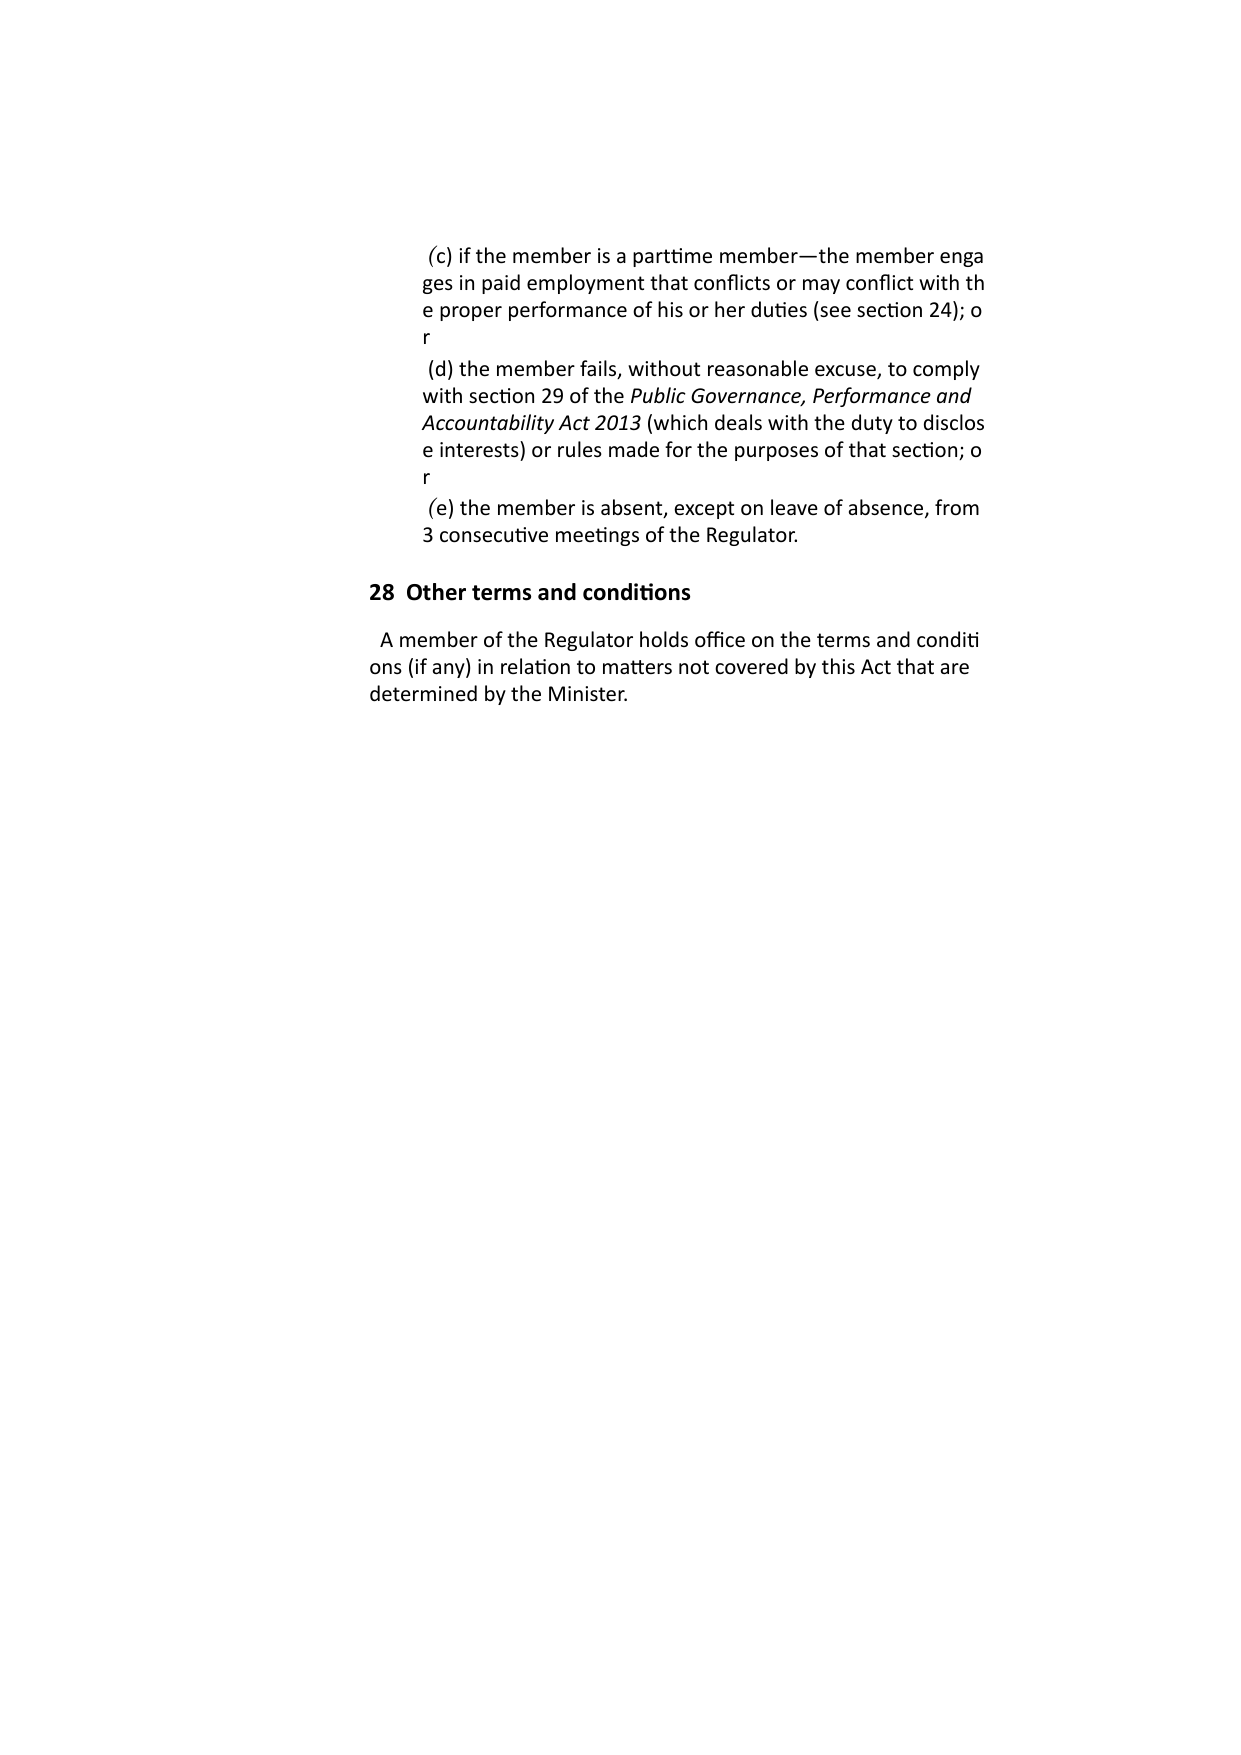 (c) if the member is a parttime member—the member enga
ges in paid employment that conflicts or may conflict with th
e proper performance of his or her duties (see section 24); o
r
(d) the member fails, without reasonable excuse, to comply
with section 29 of the Public Governance, Performance and
Accountability Act 2013 (which deals with the duty to disclos
e interests) or rules made for the purposes of that section; o
r
(e) the member is absent, except on leave of absence, from
3 consecutive meetings of the Regulator.
28 Other terms and conditions
A member of the Regulator holds office on the terms and conditi
ons (if any) in relation to matters not covered by this Act that are
determined by the Minister.